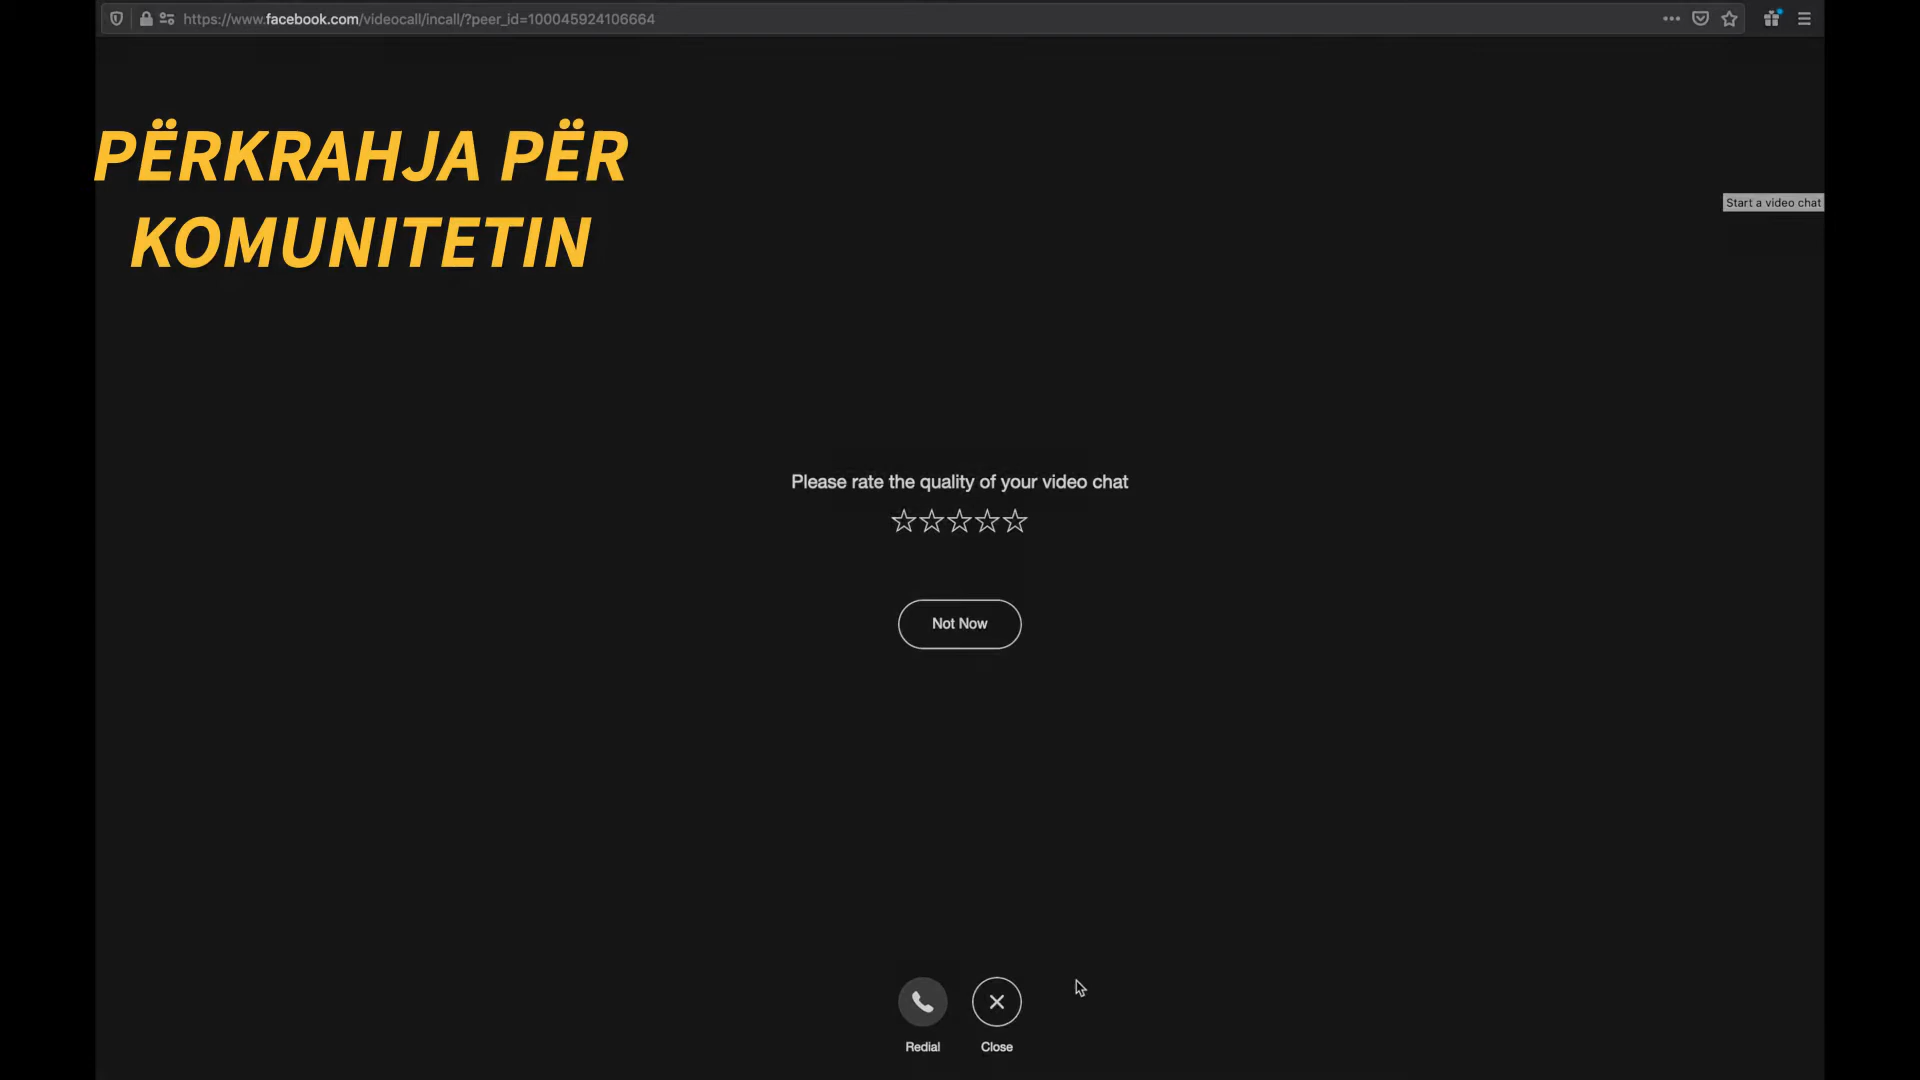 https://www.facebook.com/videocall/incall/?peer_id=100045924106664
PËRKRAHJA PËR
KOMUNITETIN
Start a video chat
Please rate the quality of your video chat
Not Now
Redial
Close